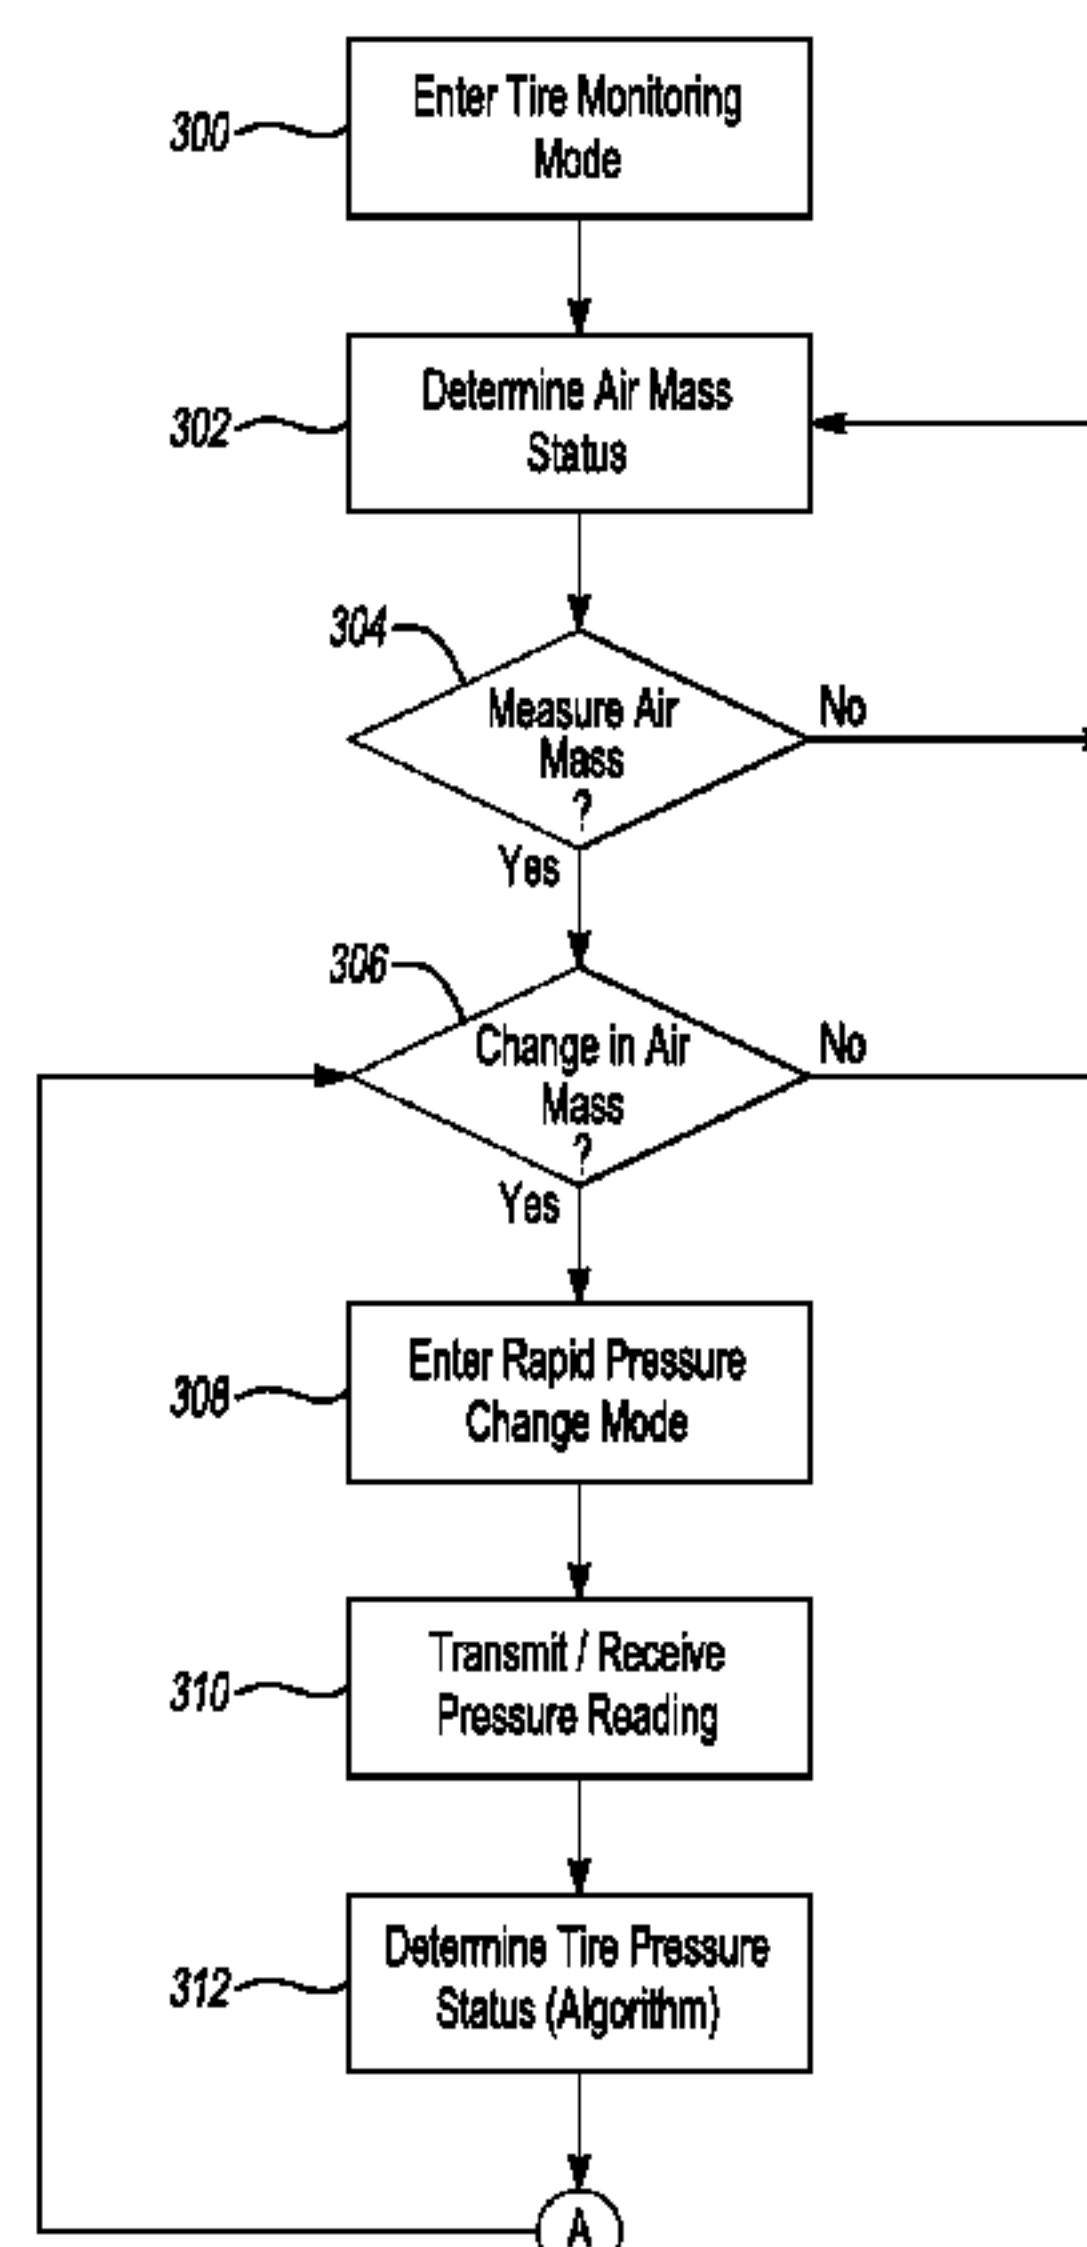 300
Enter Tire Monitoring
Mode
302
Determine Air Mass
Status
304
Measure Air
Mass
?
No
Yes
306
Change in Air
Mass
?
No
Yes
308
Enter Rapid Pressure
Change Mode
310
Transmit / Receive
Pressure Reading
312
Determine Tire Pressure
Status (Algorithm)
A